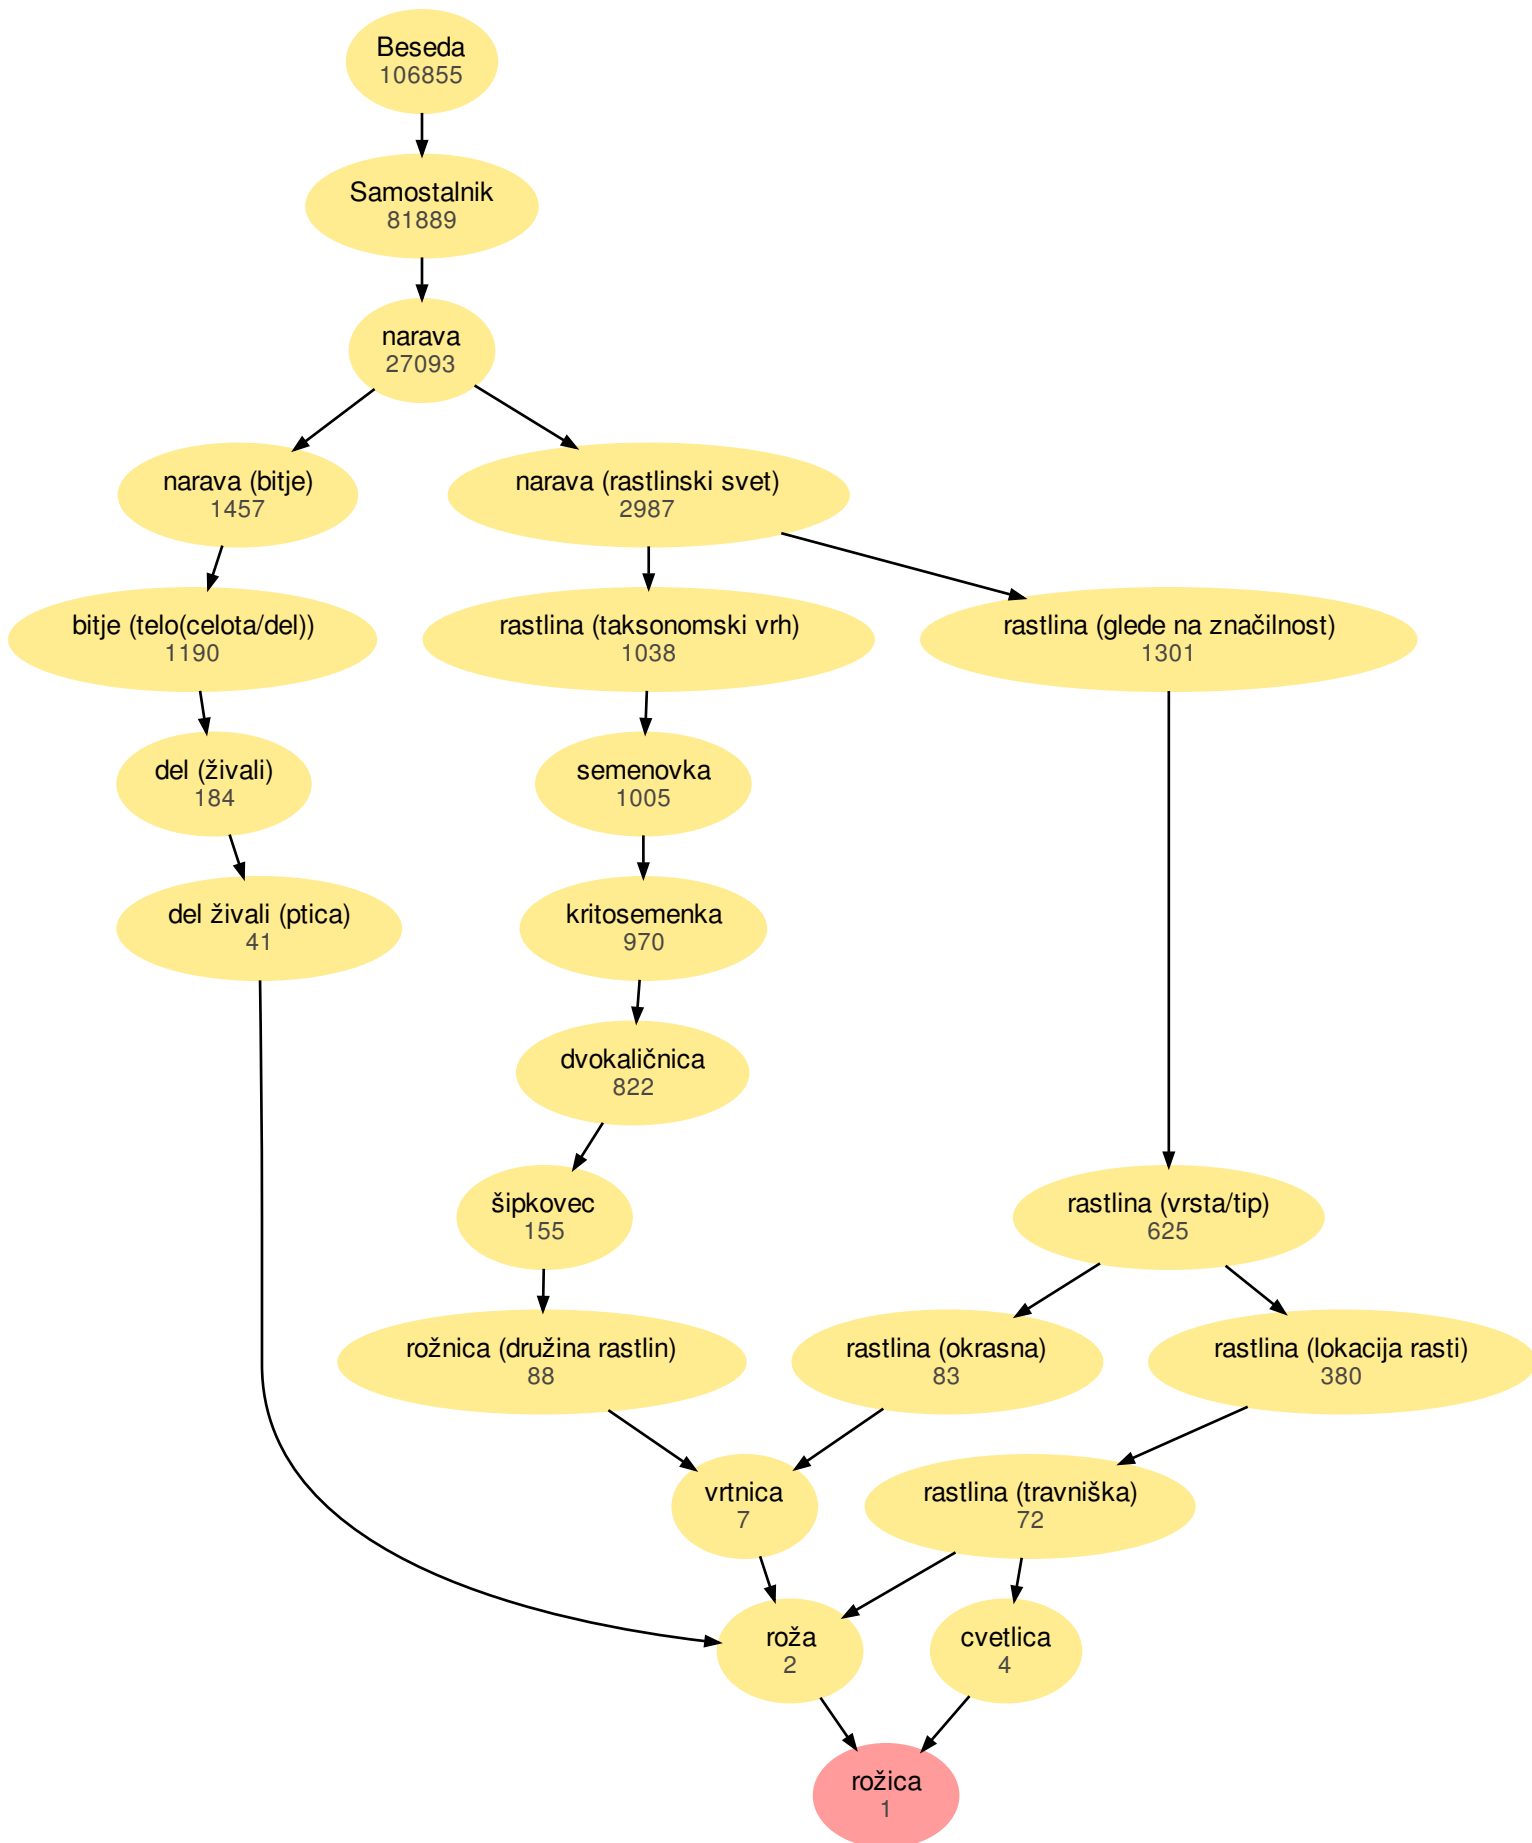 Beseda
106855
Samostalnik
81889
narava
27093
narava (bitje)
1457
narava (rastlinski svet)
2987
bitje (telo(celota/del))
1190
rastlina (taksonomski vrh)
1038
rastlina (glede na značilnost)
1301
del (živali)
184
semenovka
1005
del živali (ptica)
41
kritosemenka
970
dvokaličnica
822
šipkovec
155
rastlina (vrsta/tip)
625
rožnica (družina rastlin)
88
rastlina (okrasna)
83
rastlina (lokacija rasti)
380
vrtnica
7
rastlina (travniška)
72
roža
2
cvetlica
4
rožica
1